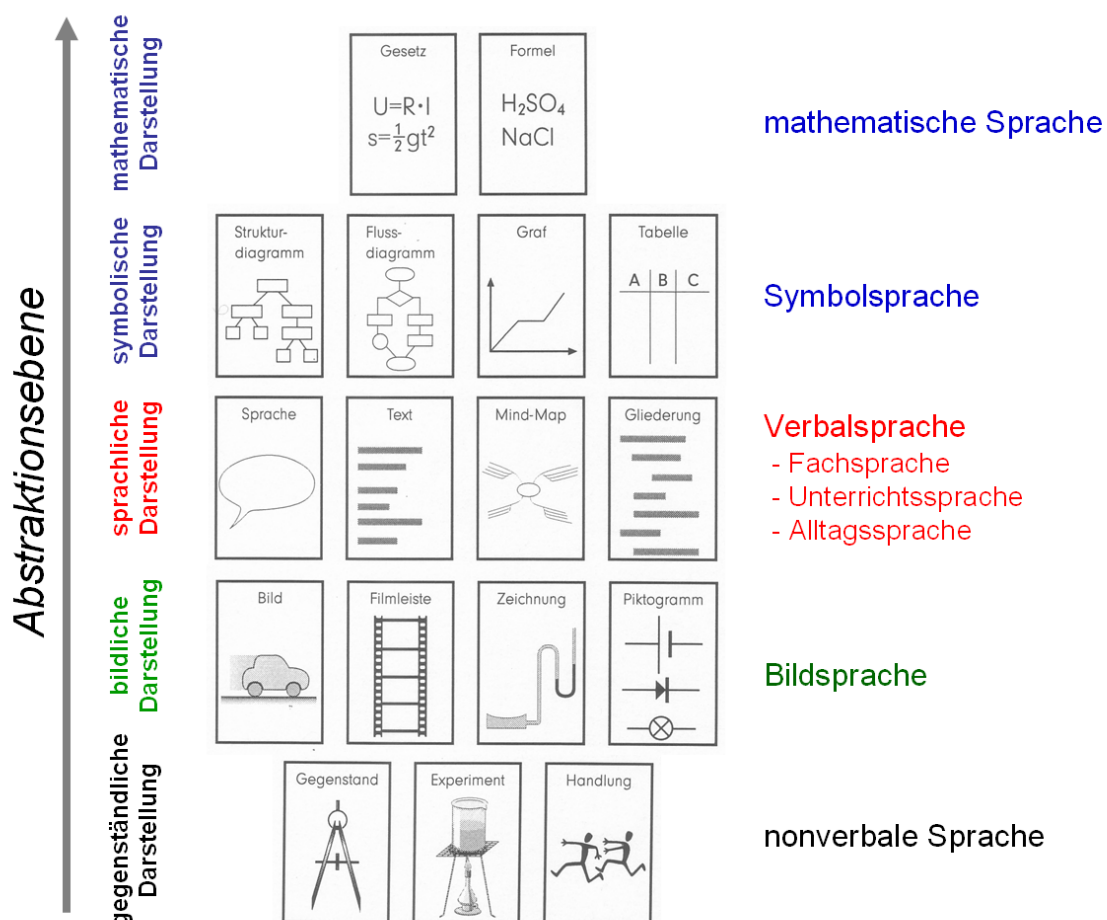 Abstraktionsebene
mathematische
Darstellung
Gesetz
U=R·I
s=½gt²
Formel
H₂SO₄
NaCl
mathematische Sprache
symbolische
Darstellung
Struktur-
diagramm
Fluss-
diagramm
Graf
Tabelle
A B C
Symbolsprache
sprachliche
Darstellung
Sprache
Text
Mind-Map
Gliederung
Verbalsprache
- Fachsprache
- Unterrichtssprache
- Alltagssprache
bildliche
Darstellung
Bild
Filmleiste
Zeichnung
Piktogramm
Bildsprache
gegenständliche
Darstellung
Gegenstand
Experiment
Handlung
nonverbale Sprache